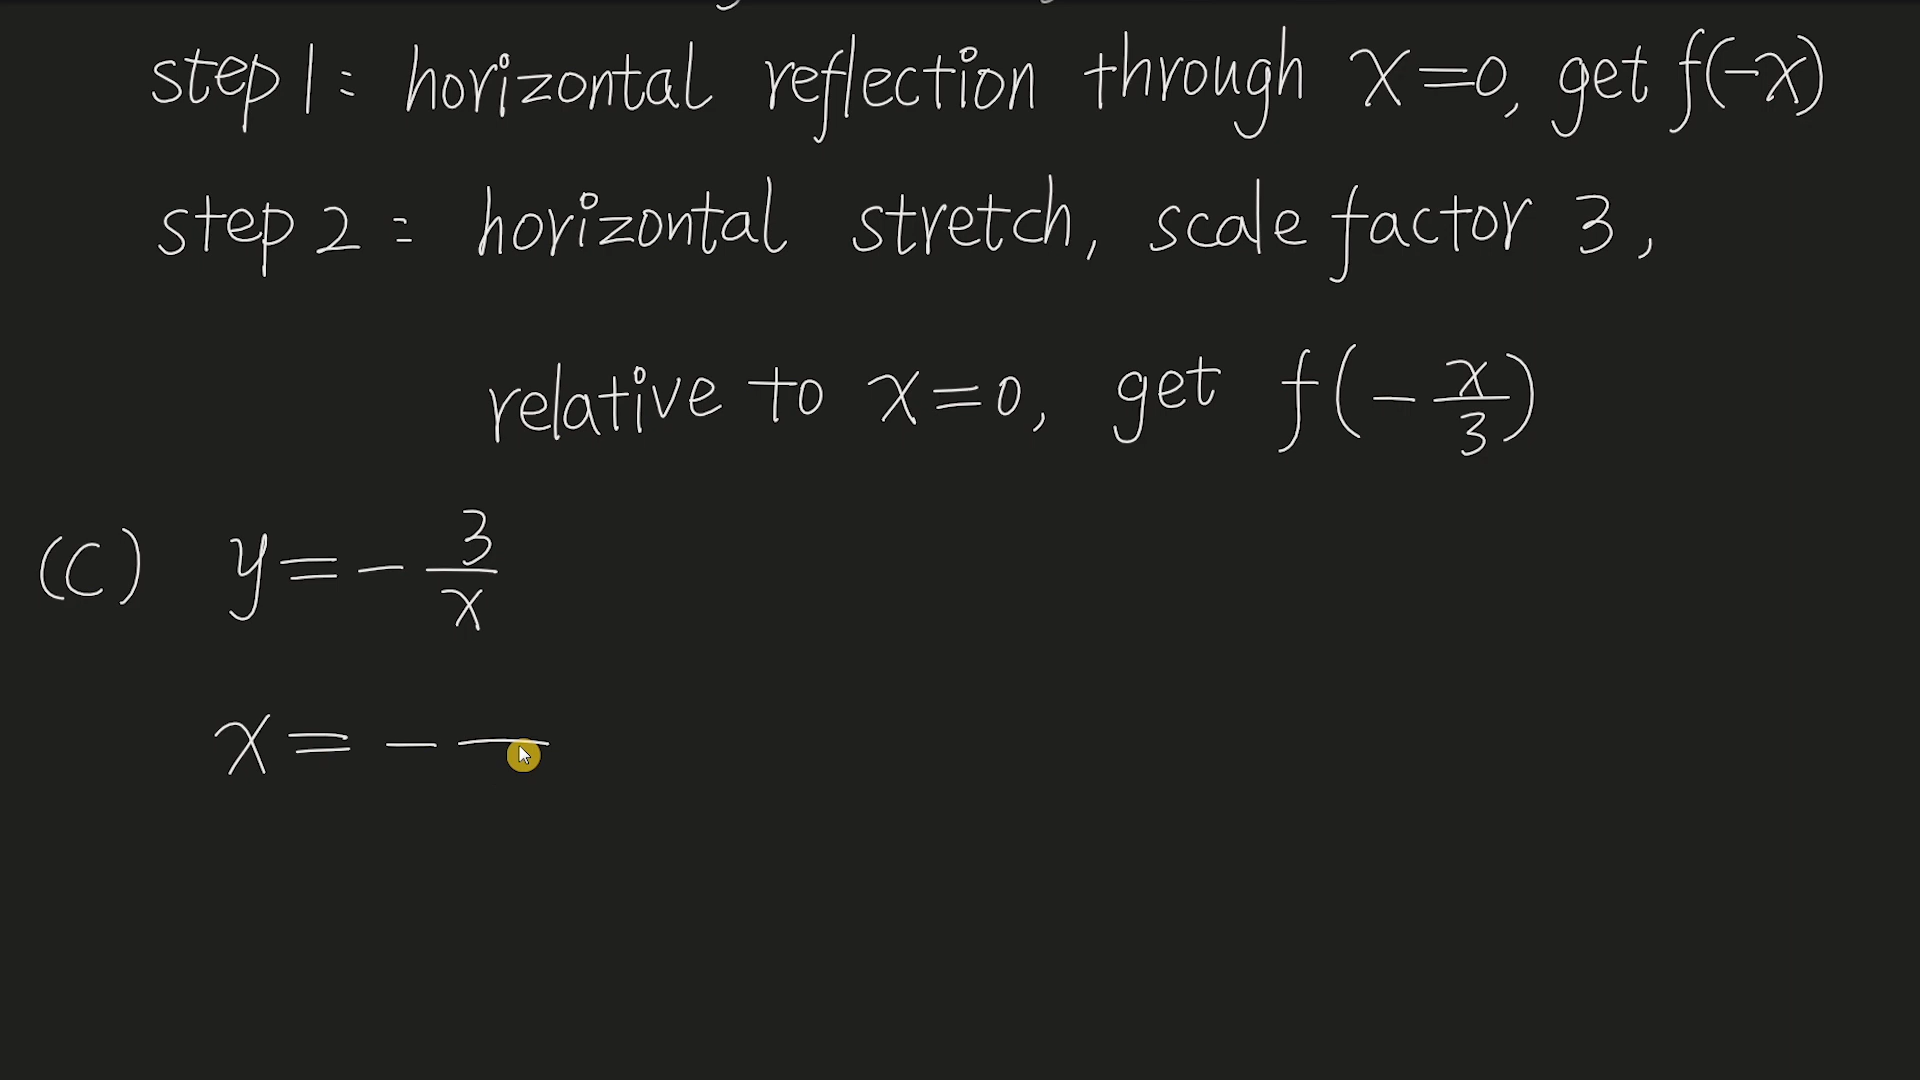 step 1: horizontal reflection through x=0, get f(-x)
step 2: horizontal stretch, scale factor 3,
relative to x=0, get f(-x/3)
(C) y=-3/x
x=-